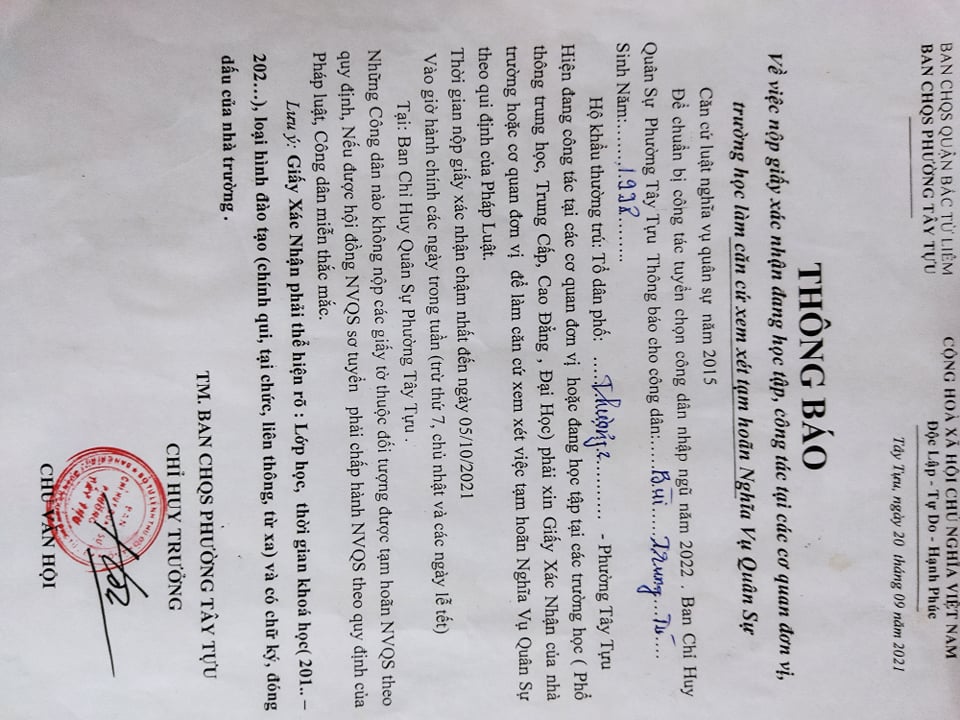 BAN CHQS QUẬN BẮC TỪ LIÊM
BAN CHQS PHƯỜNG TÂY TỰU
CỘNG HOÀ XÃ HỘI CHỦ NGHĨA VIỆT NAM
Độc Lập - Tự Do - Hạnh Phúc
Tây Tựu, ngày 20 tháng 09 năm 2021
THÔNG BÁO
Về việc nộp giấy xác nhận đang học tập, công tác tại các cơ quan đơn vị,
trường học làm căn cứ xem xét tạm hoãn Nghĩa Vụ Quân Sự
Căn cứ luật nghĩa vụ quân sự năm 2015
Để chuẩn bị công tác tuyển chọn công dân nhập ngũ năm 2022 . Ban Chỉ Huy
Quân Sự Phường Tây Tựu Thông báo cho công dân:.....Bùi.....Trung...Tú....
Sinh Năm:.......1998........
Hộ khẩu thường trú: Tổ dân phố: .....Thượng.2.......... - Phường Tây Tựu
Hiện đang công tác tại các cơ quan đơn vị hoặc đang học tập tại các trường học ( Phổ
thông trung học, Trung Cấp, Cao Đẳng , Đại Học) phải xin Giấy Xác Nhận của nhà
trường hoặc cơ quan đơn vị để làm căn cứ xem xét việc tạm hoãn Nghĩa Vụ Quân Sự
theo qui định của Pháp Luật.
Thời gian nộp giấy xác nhận chậm nhất đến ngày 05/10/2021
Vào giờ hành chính các ngày trong tuần (trừ thứ 7, chủ nhật và các ngày lễ tết)
Tại: Ban Chỉ Huy Quân Sự Phường Tây Tựu .
Những Công dân nào không nộp các giấy tờ thuộc đối tượng được tạm hoãn NVQS theo
quy định, Nếu được hội đồng NVQS sơ tuyển phải chấp hành NVQS theo quy định của
Pháp luật, Công dân miễn thắc mắc.
Lưu ý: Giấy Xác Nhận phải thể hiện rõ : Lớp học, thời gian khoá học( 201.. –
202…), loại hình đào tạo (chính qui, tại chức, liên thông, từ xa) và có chữ ký, đóng
dấu của nhà trường .
TM. BAN CHQS PHƯỜNG TÂY TỰU
CHỈ HUY TRƯỞNG
BAN
CHỈ HUY QUÂN SỰ
PHƯỜNG
TÂY TỰU
CHU VĂN HỘI